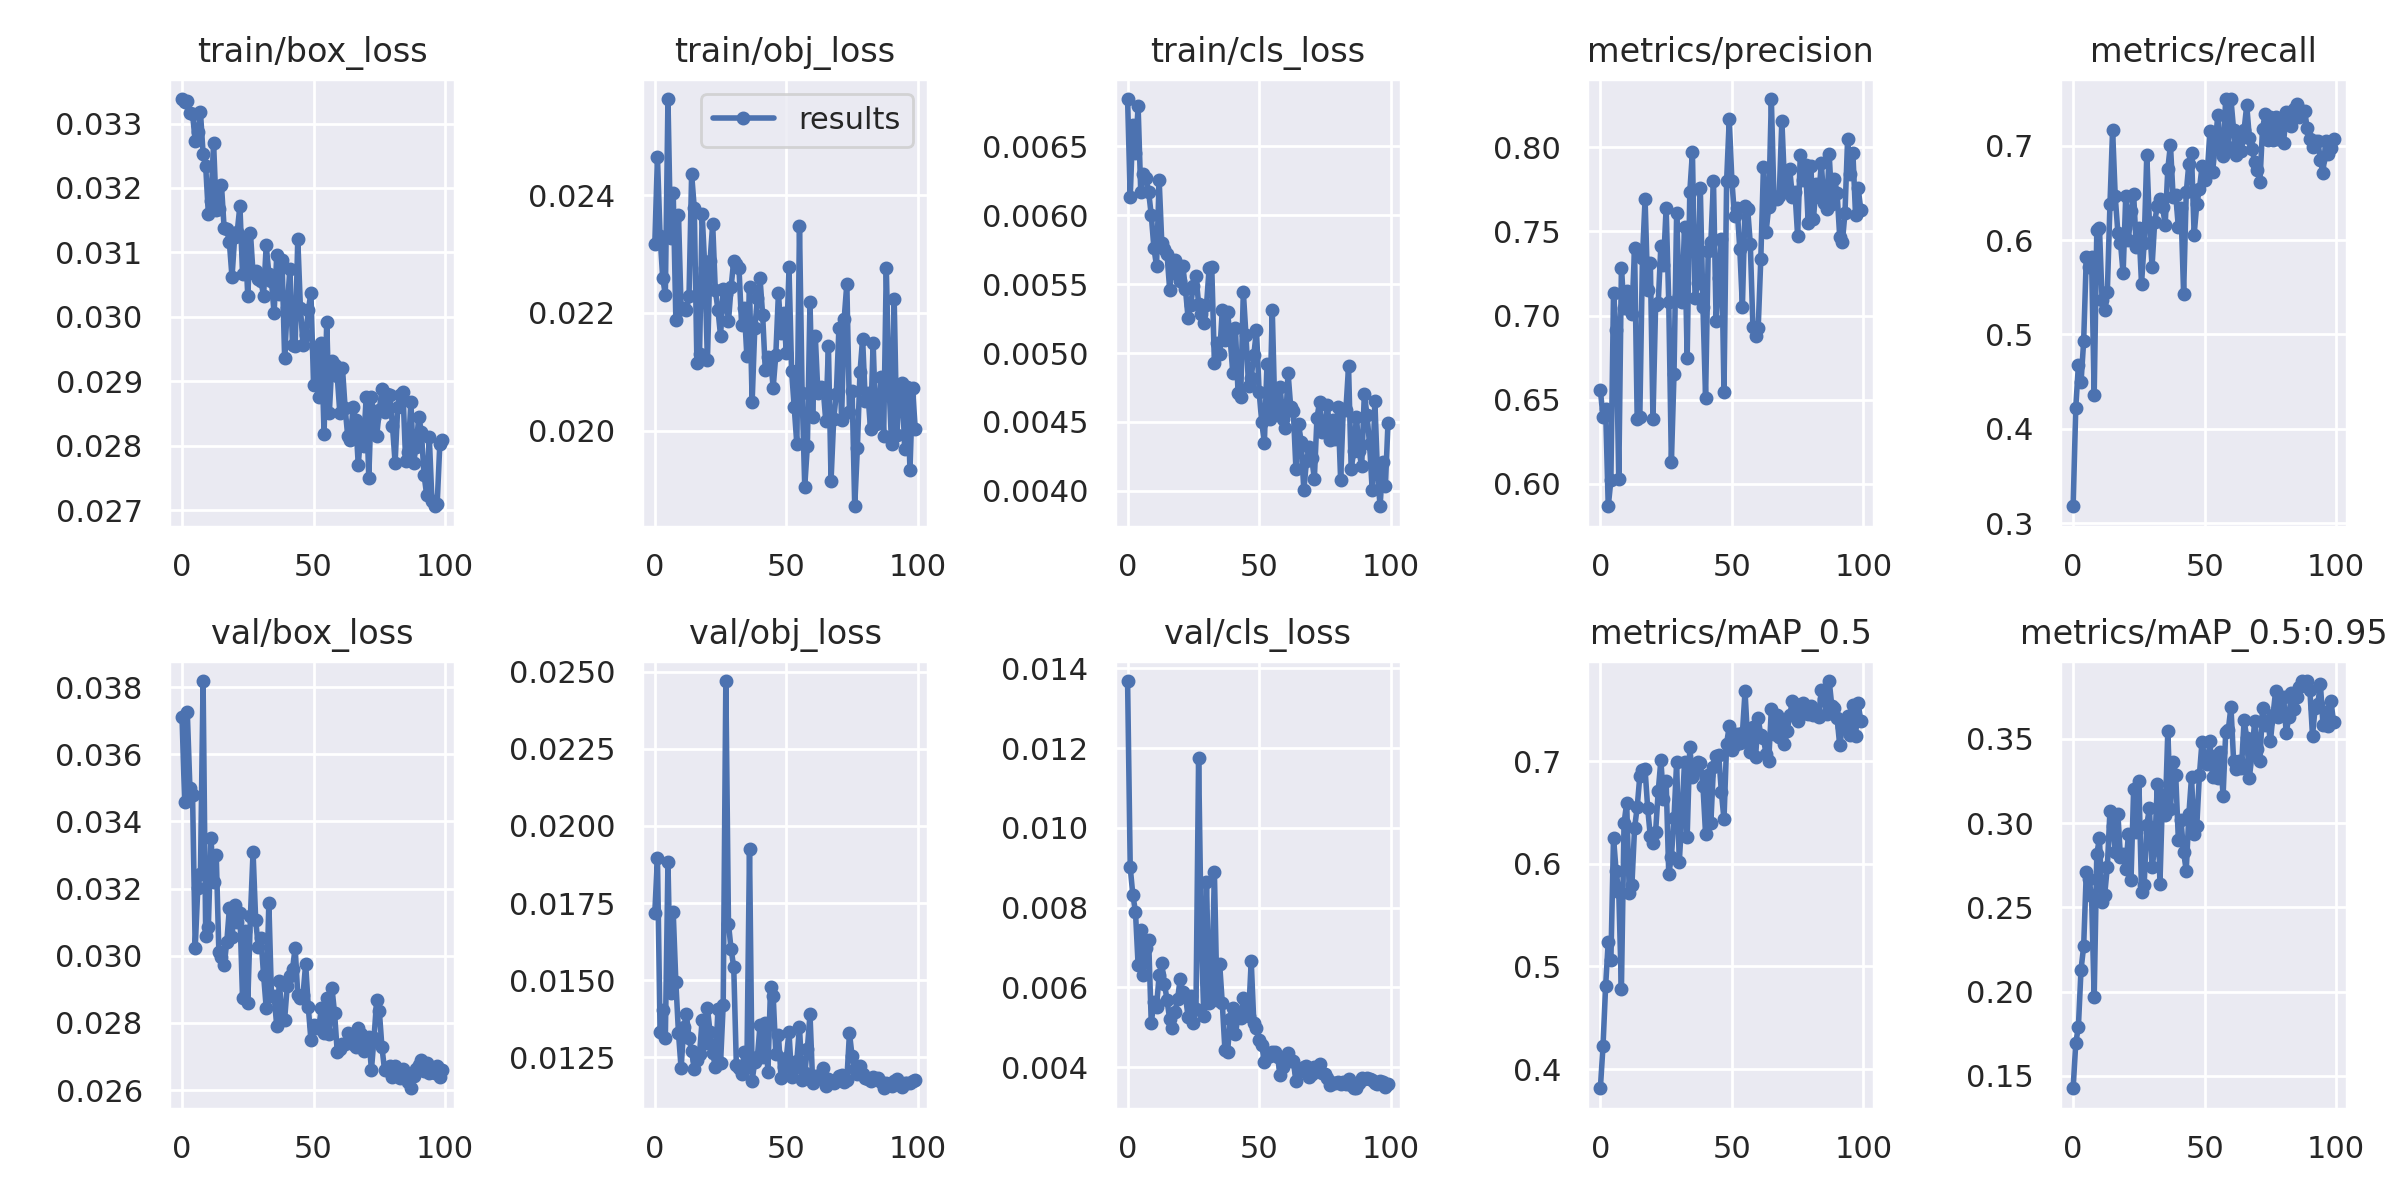 train/box_loss
0.033
0.032
0.031
0.030
0.029
0.028
0.027
0 50 100
train/obj_loss
results
0.024
0.022
0.020
0 50 100
train/cls_loss
0.0065
0.0060
0.0055
0.0050
0.0045
0.0040
0 50 100
metrics/precision
0.80
0.75
0.70
0.65
0.60
0 50 100
metrics/recall
0.7
0.6
0.5
0.4
0.3
0 50 100
val/box_loss
0.038
0.036
0.034
0.032
0.030
0.028
0.026
0 50 100
val/obj_loss
0.0250
0.0225
0.0200
0.0175
0.0150
0.0125
0 50 100
val/cls_loss
0.014
0.012
0.010
0.008
0.006
0.004
0 50 100
metrics/mAP_0.5
0.7
0.6
0.5
0.4
0 50 100
metrics/mAP_0.5:0.95
0.35
0.30
0.25
0.20
0.15
0 50 100